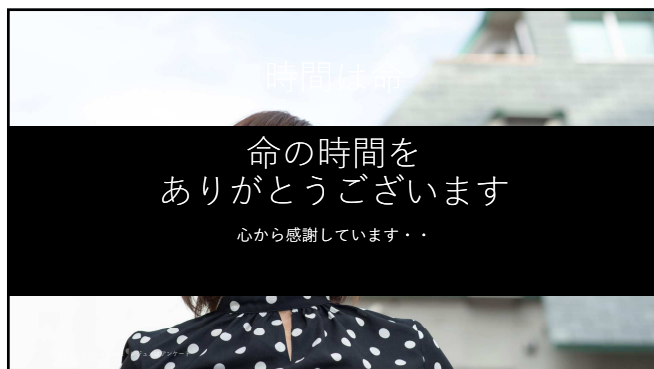 時間は命
命の時間を
ありがとうございます
心から感謝しています・・